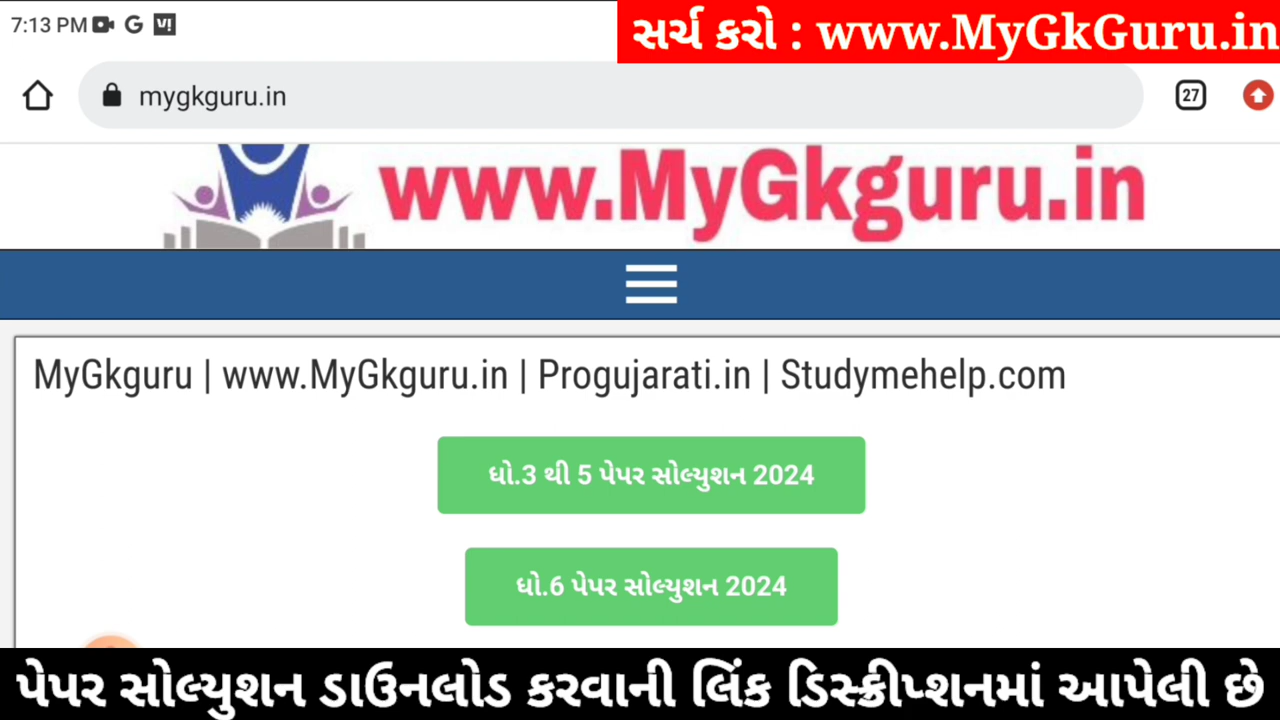 7:13 PM
સર્ચ કરો : www.MyGkGuru.in
mygkguru.in
27
www.MyGkguru.in
MyGkguru | www.MyGkguru.in | Progujarati.in | Studymehelp.com
ધો.3 થી 5 પેપર સોલ્યુશન 2024
ધો.6 પેપર સોલ્યુશન 2024
પેપર સોલ્યુશન ડાઉનલોડ કરવાની લિંક ડિસ્ક્રીપ્શનમાં આપેલી છે